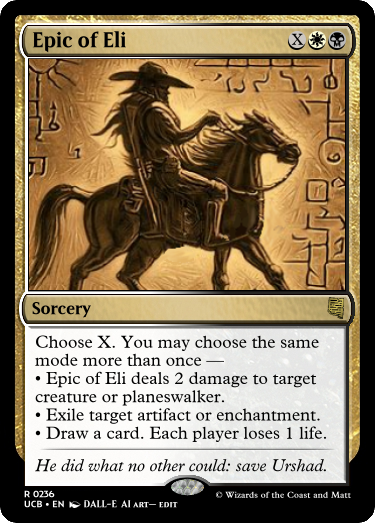 Epic of Eli X
Sorcery
Choose X. You may choose the same
mode more than once —
• Epic of Eli deals 2 damage to target
creature or planeswalker.
• Exile target artifact or enchantment.
• Draw a card. Each player loses 1 life.
He did what no other could: save Urshad.
R 0236
UCB • EN DALL-E AI ART— EDIT
© Wizards of the Coast and Matt